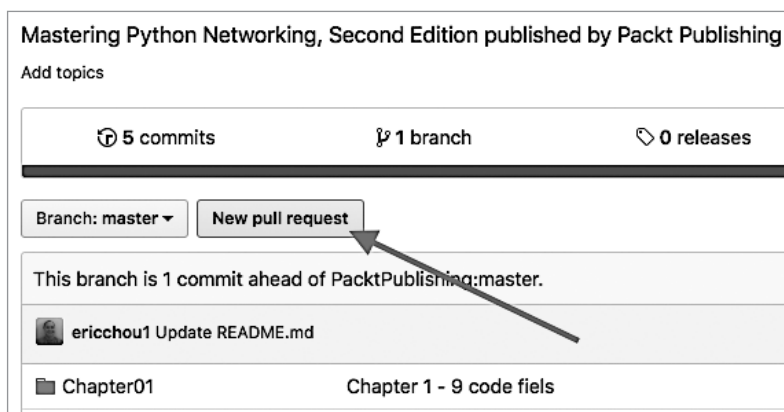 Mastering Python Networking, Second Edition published by Packt Publishing
Add topics
5 commits 1 branch 0 releases
Branch: master New pull request
This branch is 1 commit ahead of PacktPublishing:master.
ericchou1 Update README.md
Chapter01 Chapter 1 - 9 code fiels